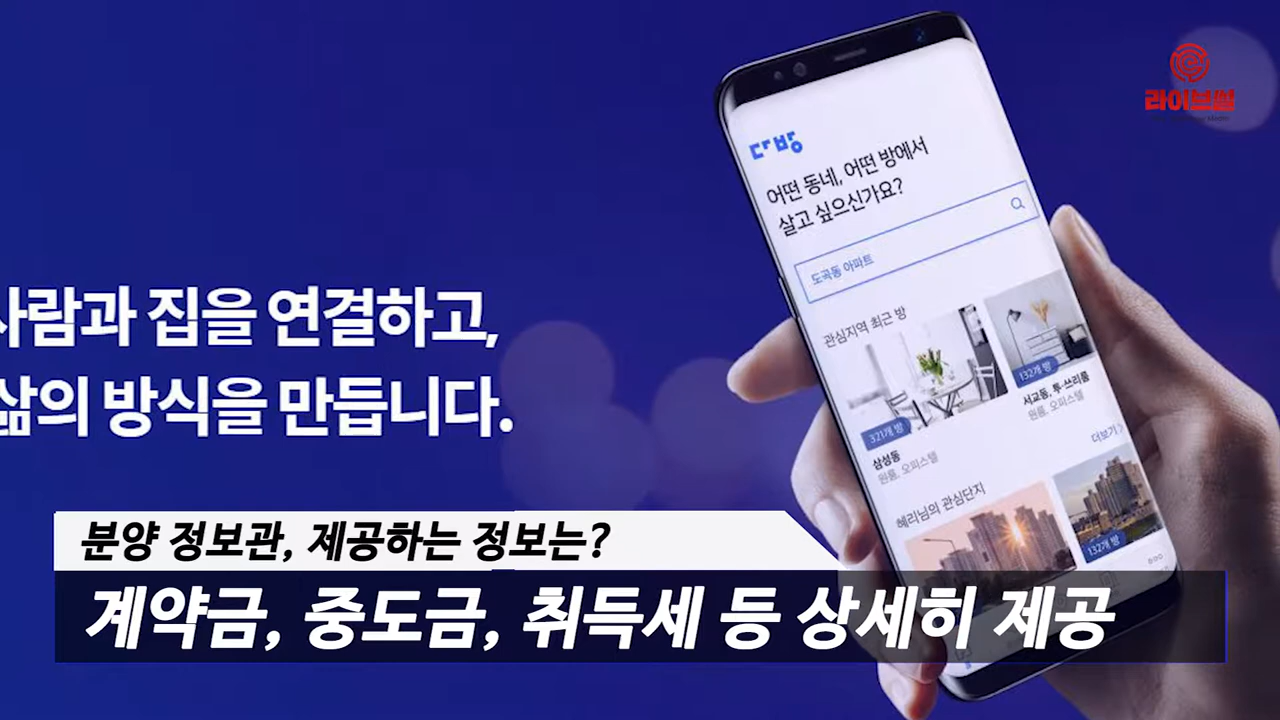 라이브썰
다방
어떤 동네, 어떤 방에서
살고 싶으신가요?
도곡동 아파트
관심지역 최근 방
321개 방
132개 방
삼성동
원룸, 오피스텔
서교동, 투·쓰리룸
원룸, 오피스텔
더보기
혜리님의 관심단지
132개 방
사람과 집을 연결하고,
삶의 방식을 만듭니다.
분양 정보관, 제공하는 정보는?
계약금, 중도금, 취득세 등 상세히 제공